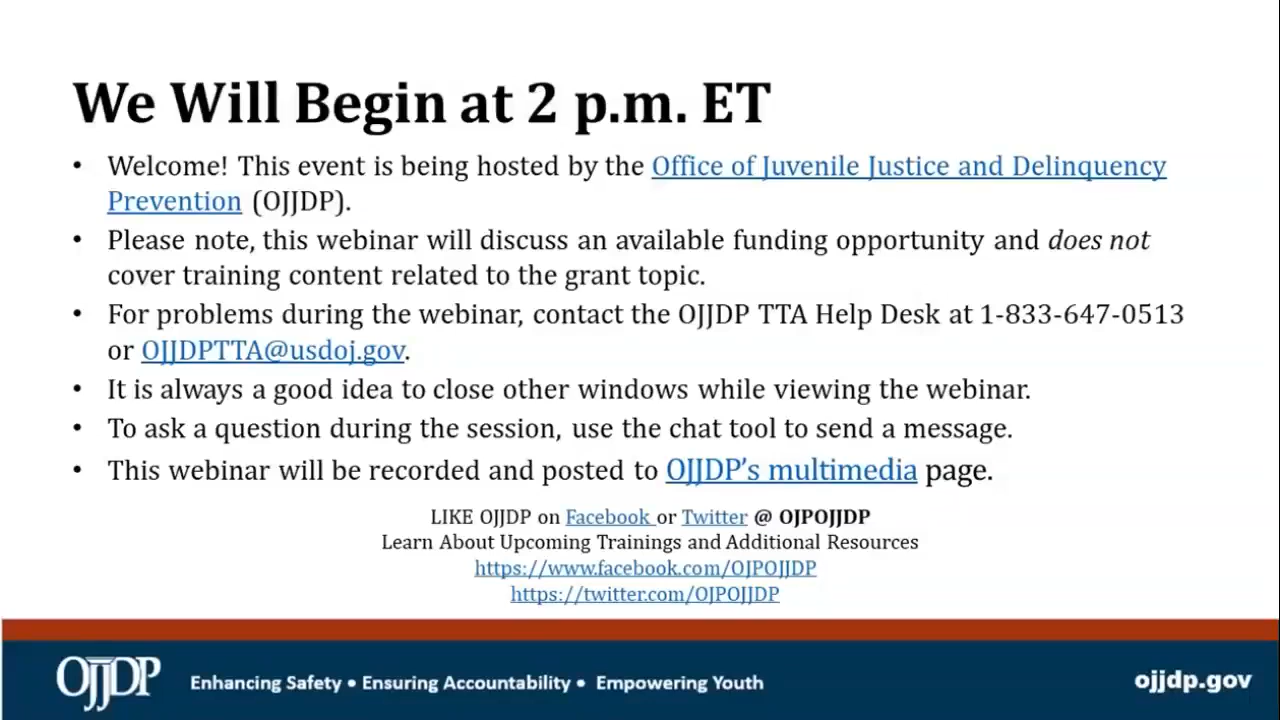 We Will Begin at 2 p.m. ET
• Welcome! This event is being hosted by the Office of Juvenile Justice and Delinquency
Prevention (OJJDP).
• Please note, this webinar will discuss an available funding opportunity and does not
cover training content related to the grant topic.
• For problems during the webinar, contact the OJJDP TTA Help Desk at 1-833-647-0513
or OJJDPTTA@usdoj.gov.
• It is always a good idea to close other windows while viewing the webinar.
• To ask a question during the session, use the chat tool to send a message.
• This webinar will be recorded and posted to OJJDP’s multimedia page.
LIKE OJJDP on Facebook or Twitter @ OJPOJJDP
Learn About Upcoming Trainings and Additional Resources
https://www.facebook.com/OJPOJJDP
https://twitter.com/OJPOJJDP
OJJDP Enhancing Safety • Ensuring Accountability • Empowering Youth ojjdp.gov